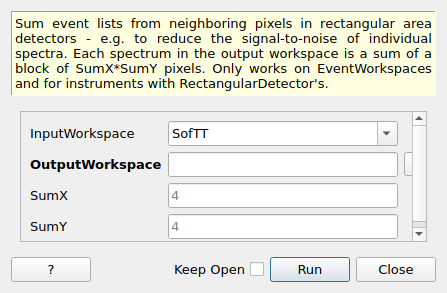 Sum event lists from neighboring pixels in rectangular area
detectors - e.g. to reduce the signal-to-noise of individual
spectra. Each spectrum in the output workspace is a sum of a
block of SumX*SumY pixels. Only works on EventWorkspaces
and for instruments with RectangularDetector's.
InputWorkspace SofTT
OutputWorkspace
SumX 4
SumY 4
? Keep Open Run Close